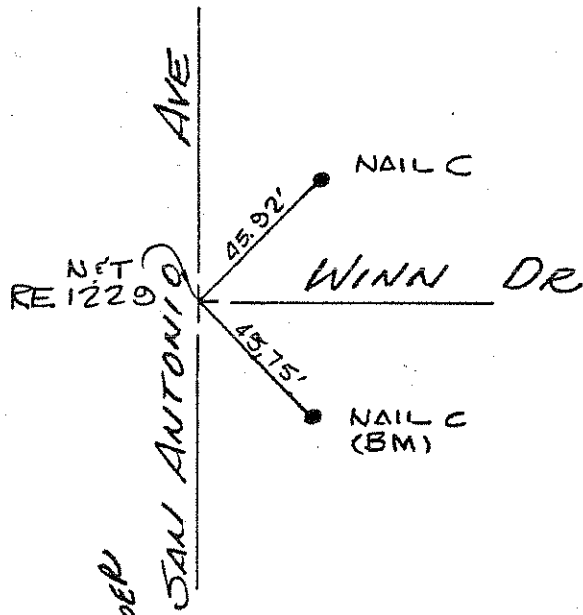 SAN ANTONIO AVE
NAIL C
45.92'
N&T
RE 1229
WINN DR
45.75'
NAIL C
(BM)